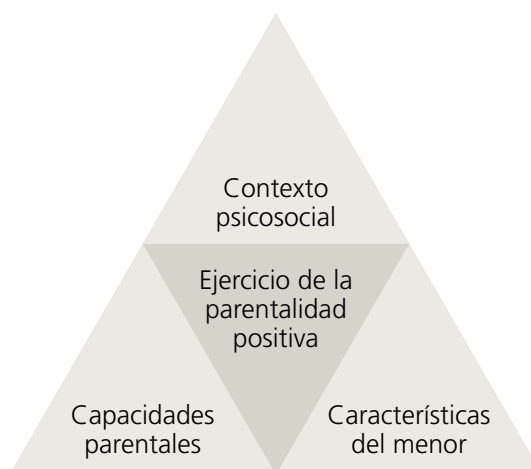 Contexto
psicosocial
Ejercicio de la
parentalidad
positiva
Capacidades
parentales
Características
del menor